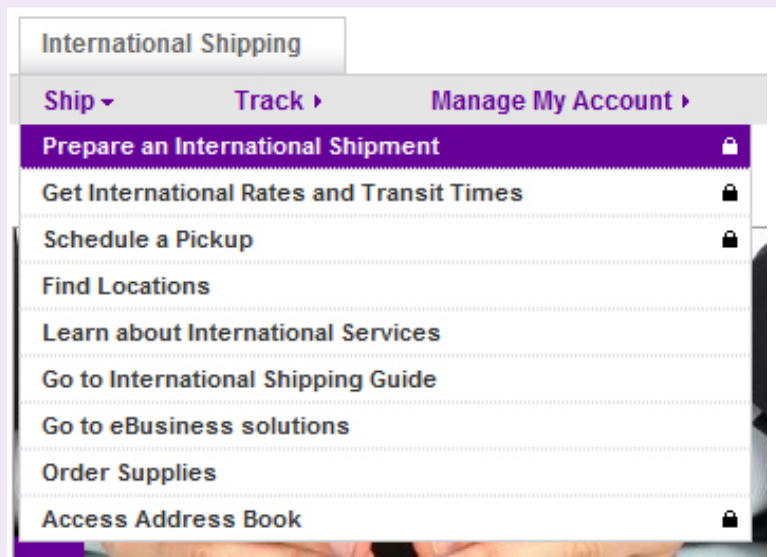 International Shipping
Ship Track Manage My Account
Prepare an International Shipment
Get International Rates and Transit Times
Schedule a Pickup
Find Locations
Learn about International Services
Go to International Shipping Guide
Go to eBusiness solutions
Order Supplies
Access Address Book